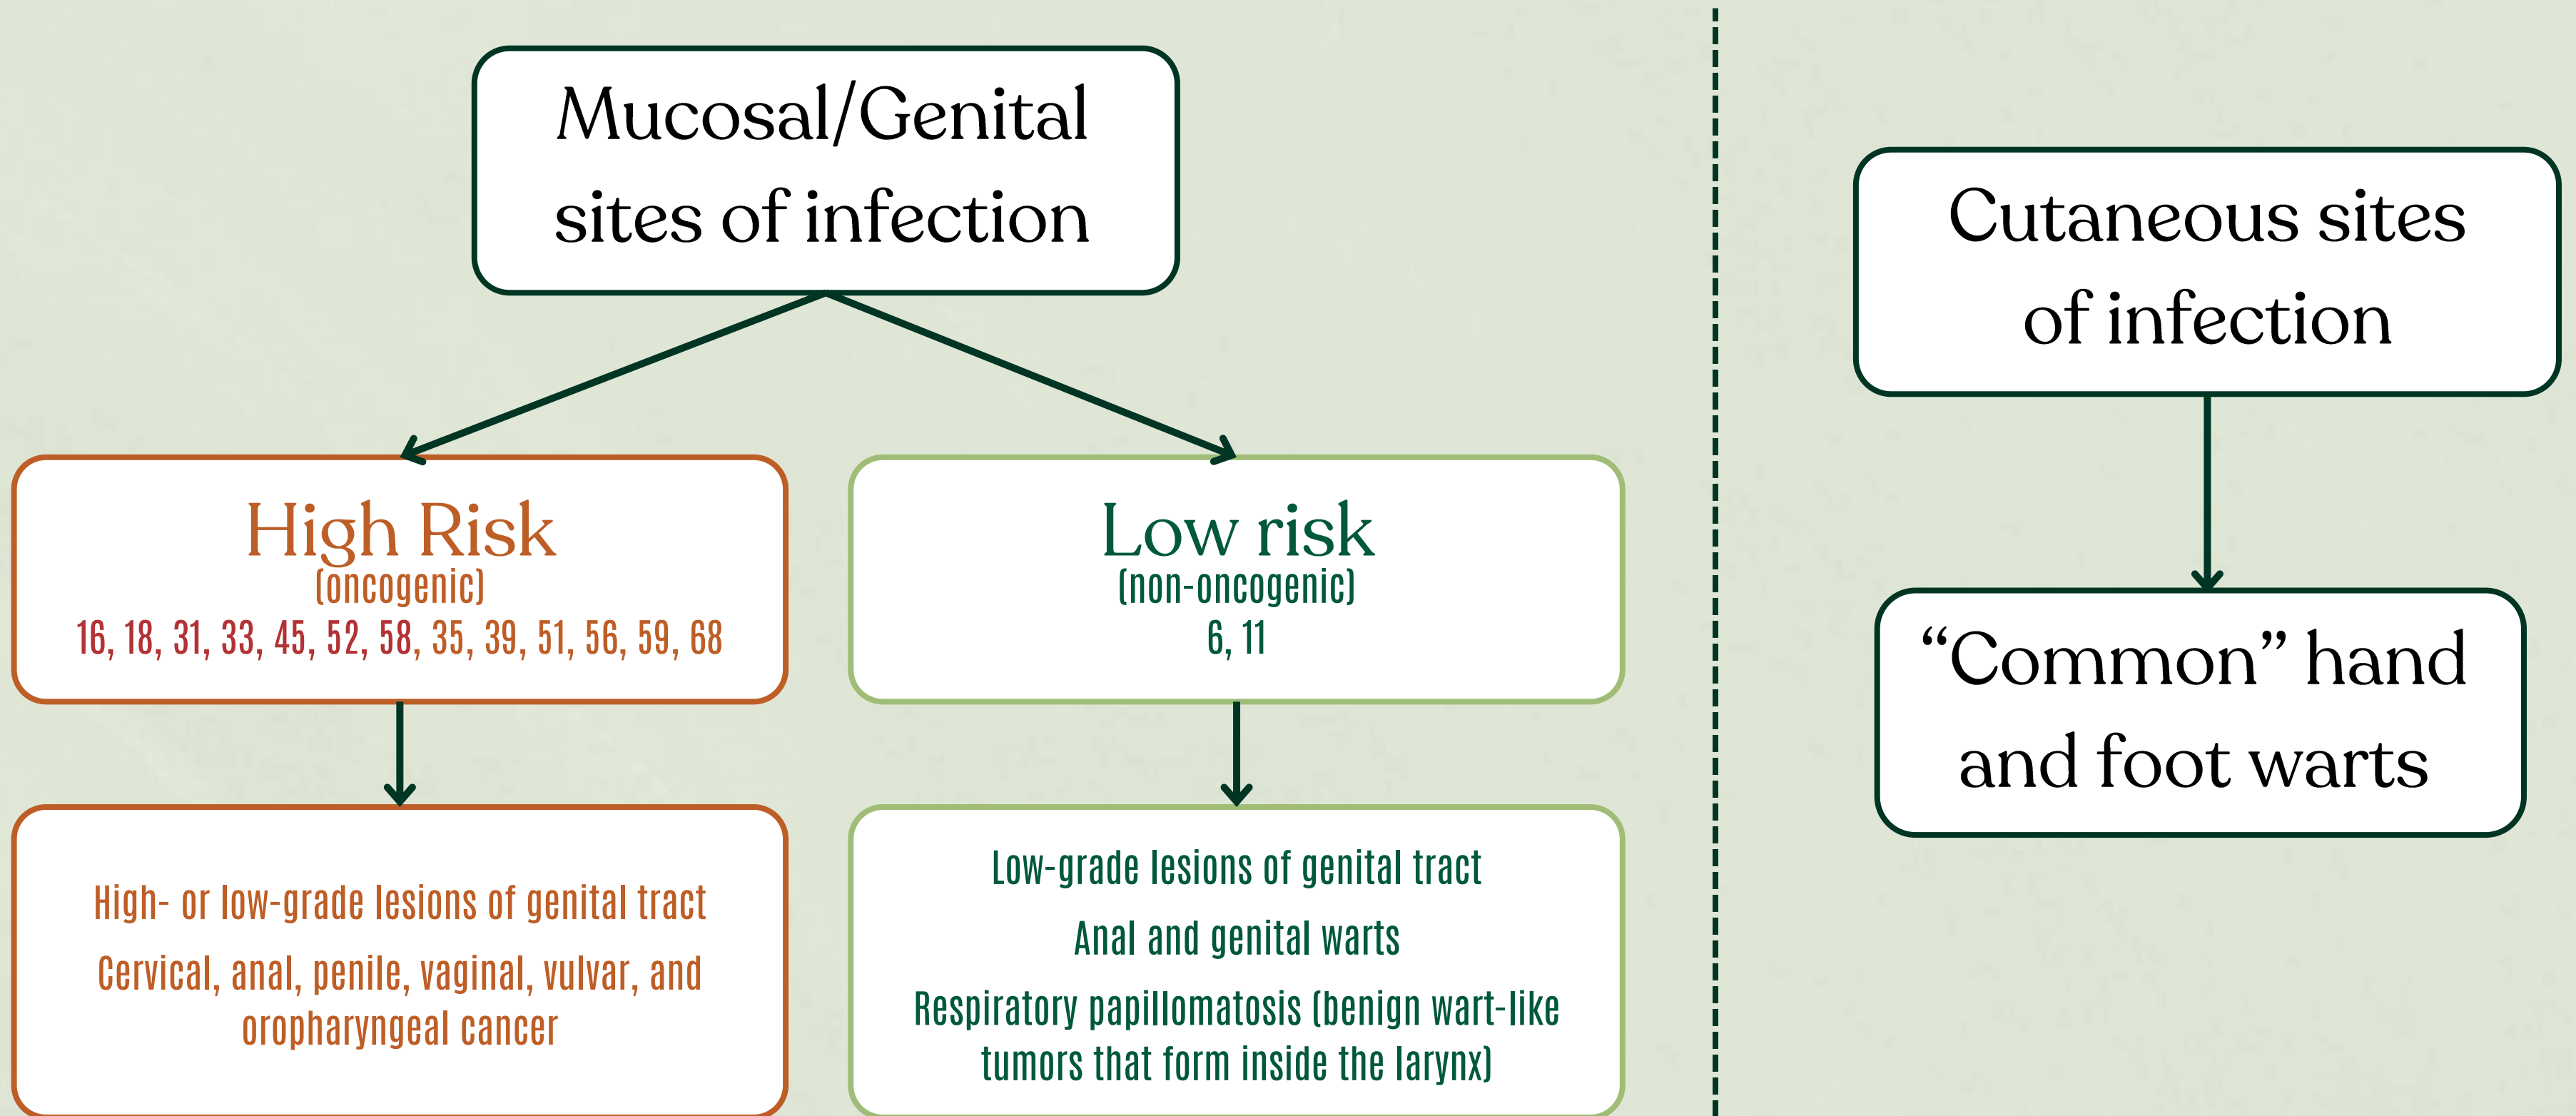 Mucosal/Genital
sites of infection
High Risk
(oncogenic)
16, 18, 31, 33, 45, 52, 58, 35, 39, 51, 56, 59, 68
High- or low-grade lesions of genital tract
Cervical, anal, penile, vaginal, vulvar, and
oropharyngeal cancer
Low risk
(non-oncogenic)
6, 11
Low-grade lesions of genital tract
Anal and genital warts
Respiratory papillomatosis (benign wart-like
tumors that form inside the larynx)
Cutaneous sites
of infection
“Common” hand
and foot warts